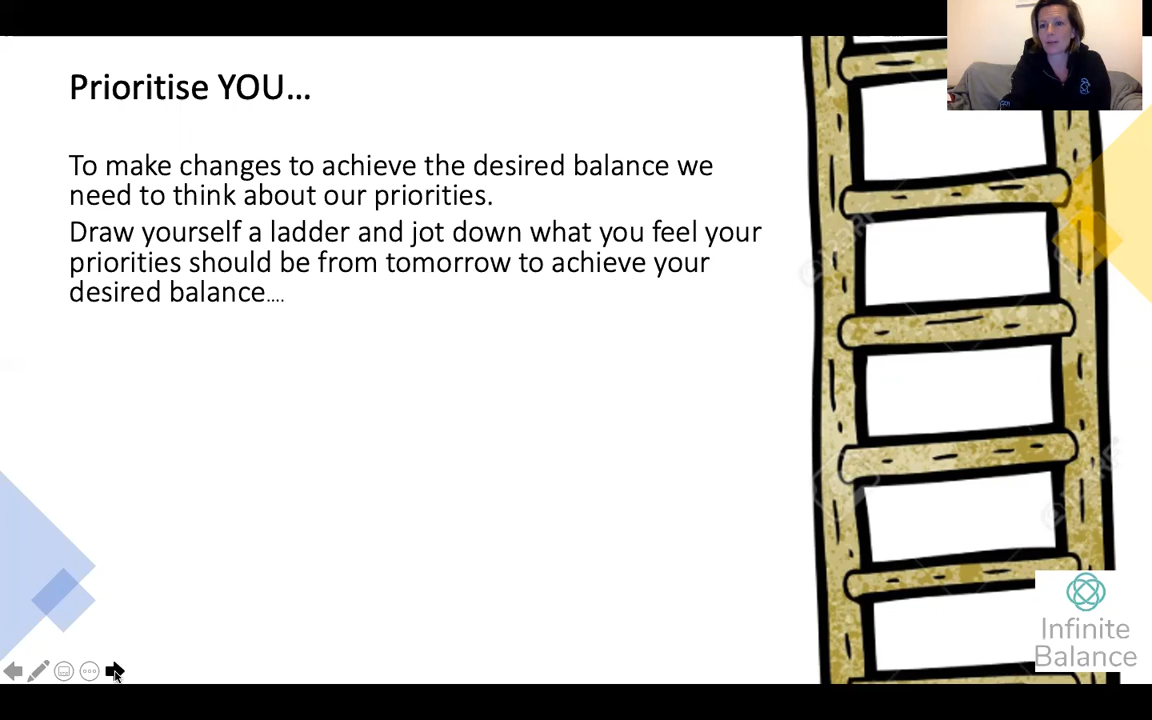 Prioritise YOU...
To make changes to achieve the desired balance we
need to think about our priorities.
Draw yourself a ladder and jot down what you feel your
priorities should be from tomorrow to achieve your
desired balance....
Infinite
Balance